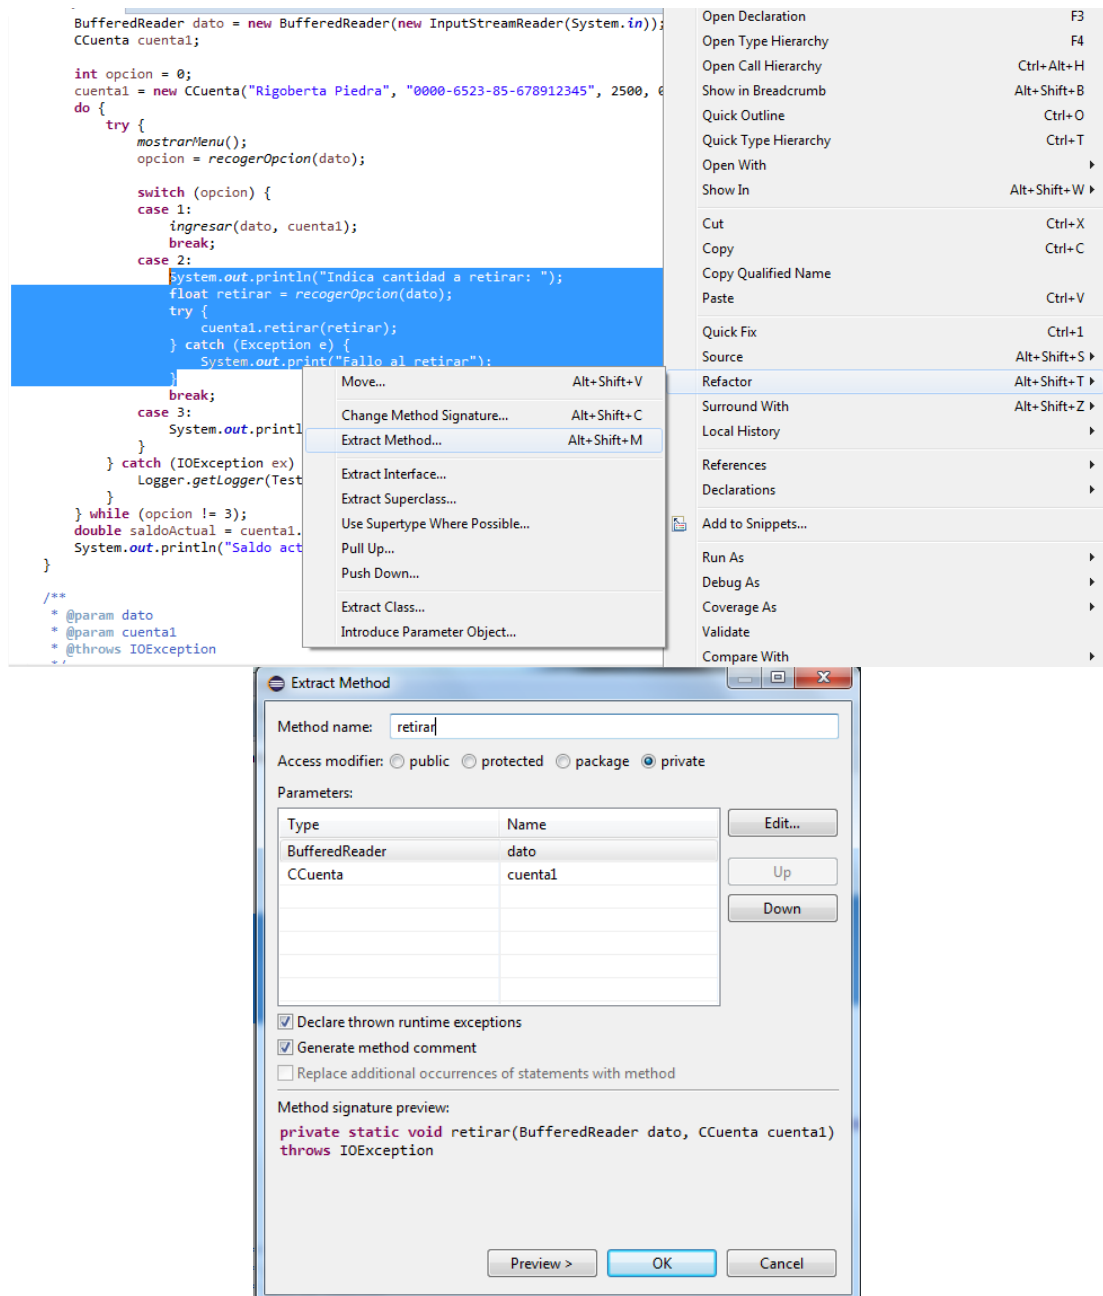 BufferedReader dato = new BufferedReader(new InputStreamReader(System.in));
CCuenta cuenta1;
int opcion = 0;
cuenta1 = new CCuenta("Rigoberta Piedra", "0000-6523-85-678912345", 2500, 
do {
try {
mostrarMenu();
opcion = recogerOpcion(dato);
switch (opcion) {
case 1:
ingresar(dato, cuenta1);
break;
case 2:
System.out.println("Indica cantidad a retirar: ");
float retirar = recogerOpcion(dato);
try {
cuenta1.retirar(retirar);
} catch (Exception e) {
System.out.print("Fallo al retirar");
}
break;
case 3:
System.out.printl
}
} catch (IOException ex)
Logger.getLogger(Test
}
} while (opcion != 3);
double saldoActual = cuenta1.
System.out.println("Saldo act
}
/**
* @param dato
* @param cuenta1
* @throws IOException
*/
Open Declaration F3
Open Type Hierarchy F4
Open Call Hierarchy Ctrl+Alt+H
Show in Breadcrumb Alt+Shift+B
Quick Outline Ctrl+O
Quick Type Hierarchy Ctrl+T
Open With
Show In Alt+Shift+W
Cut Ctrl+X
Copy Ctrl+C
Copy Qualified Name
Paste Ctrl+V
Quick Fix Ctrl+1
Source Alt+Shift+S
Refactor Alt+Shift+T
Surround With Alt+Shift+Z
Local History
References
Declarations
Add to Snippets...
Run As
Debug As
Coverage As
Validate
Compare With
Move... Alt+Shift+V
Change Method Signature... Alt+Shift+C
Extract Method... Alt+Shift+M
Extract Interface...
Extract Superclass...
Use Supertype Where Possible...
Pull Up...
Push Down...
Extract Class...
Introduce Parameter Object...
Extract Method
Method name: retirar
Access modifier: public protected package private
Parameters:
Type Name
BufferedReader dato
CCuenta cuenta1
Edit...
Up
Down
Declare thrown runtime exceptions
Generate method comment
Replace additional occurrences of statements with method
Method signature preview:
private static void retirar(BufferedReader dato, CCuenta cuenta1)
throws IOException
Preview > OK Cancel